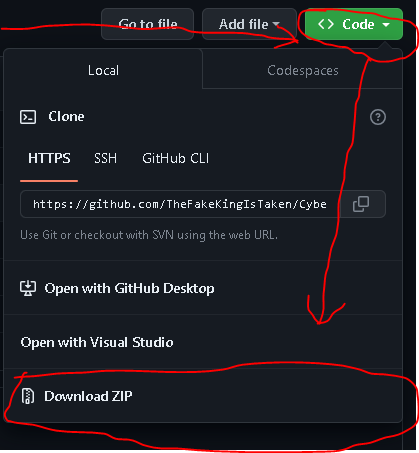 Go to file Add file <> Code
Local Codespaces
Clone
HTTPS SSH GitHub CLI
https://github.com/TheFakeKingIsTaken/Cybe
Use Git or checkout with SVN using the web URL.
Open with GitHub Desktop
Open with Visual Studio
Download ZIP